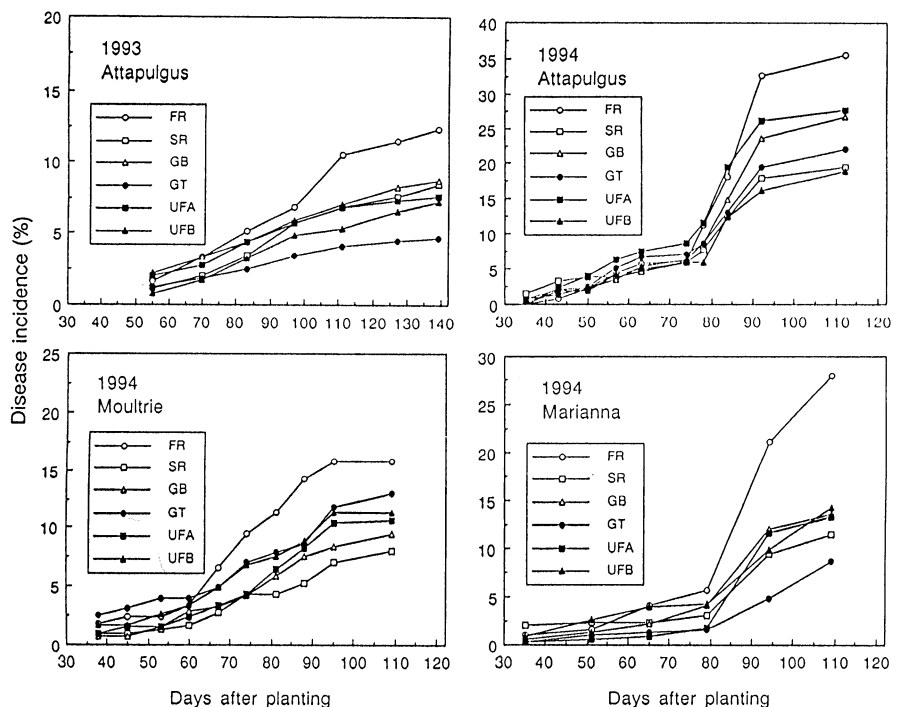 Disease incidence (%)
1993
Attapulgus
FR
SR
GB
GT
UFA
UFB
20
15
10
5
0
30 40 50 60 70 80 90 100 110 120 130 140
1994
Attapulgus
FR
SR
GB
GT
UFA
UFB
40
35
30
25
20
15
10
5
0
30 40 50 60 70 80 90 100 110 120
1994
Moultrie
FR
SR
GB
GT
UFA
UFB
25
20
15
10
5
0
30 40 50 60 70 80 90 100 110 120
Days after planting
1994
Marianna
FR
SR
GB
GT
UFA
UFB
30
25
20
15
10
5
0
30 40 50 60 70 80 90 100 110 120
Days after planting